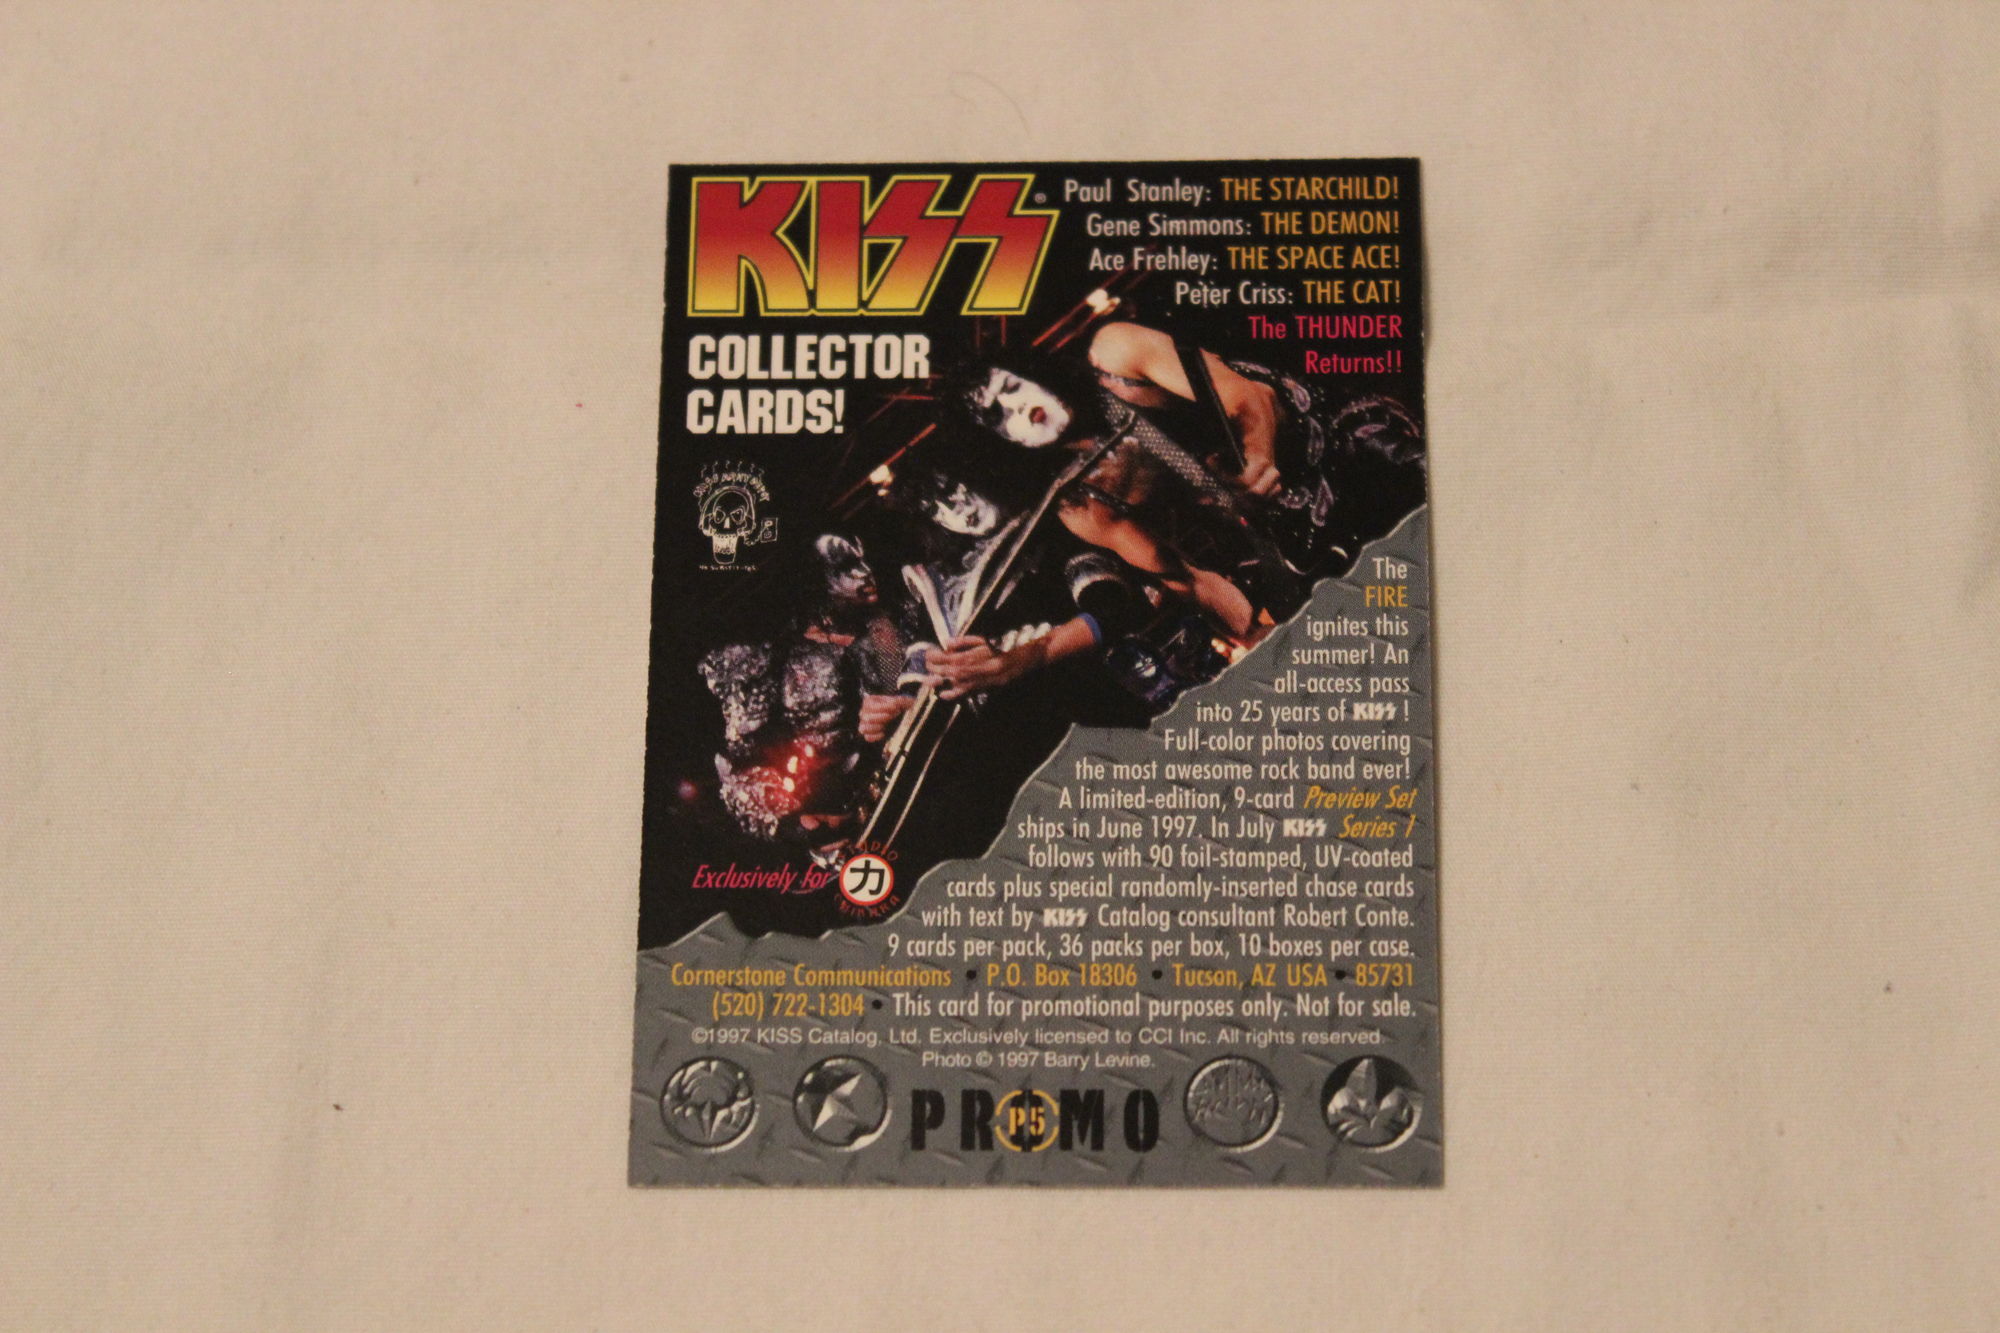 KISS®
Paul Stanley: THE STARCHILD!
Gene Simmons: THE DEMON!
Ace Frehley: THE SPACE ACE!
Peter Criss: THE CAT!
The THUNDER
Returns!!
COLLECTOR
CARDS!
The
FIRE
ignites this
summer! An
all-access pass
into 25 years of KISS !
Full-color photos covering
the most awesome rock band ever!
A limited-edition, 9-card Preview Set
ships in June 1997. In July KISS Series 1
follows with 90 foil-stamped, UV-coated
cards plus special randomly-inserted chase cards
with text by KISS Catalog consultant Robert Conte.
9 cards per pack, 36 packs per box, 10 boxes per case.
Exclusively for
STUDIO
力
CHIKARA
Cornerstone Communications • P.O. Box 18306 • Tucson, AZ USA • 85731
(520) 722-1304 • This card for promotional purposes only. Not for sale.
©1997 KISS Catalog, Ltd. Exclusively licensed to CCI Inc. All rights reserved.
Photo © 1997 Barry Levine.
PROMO
P5